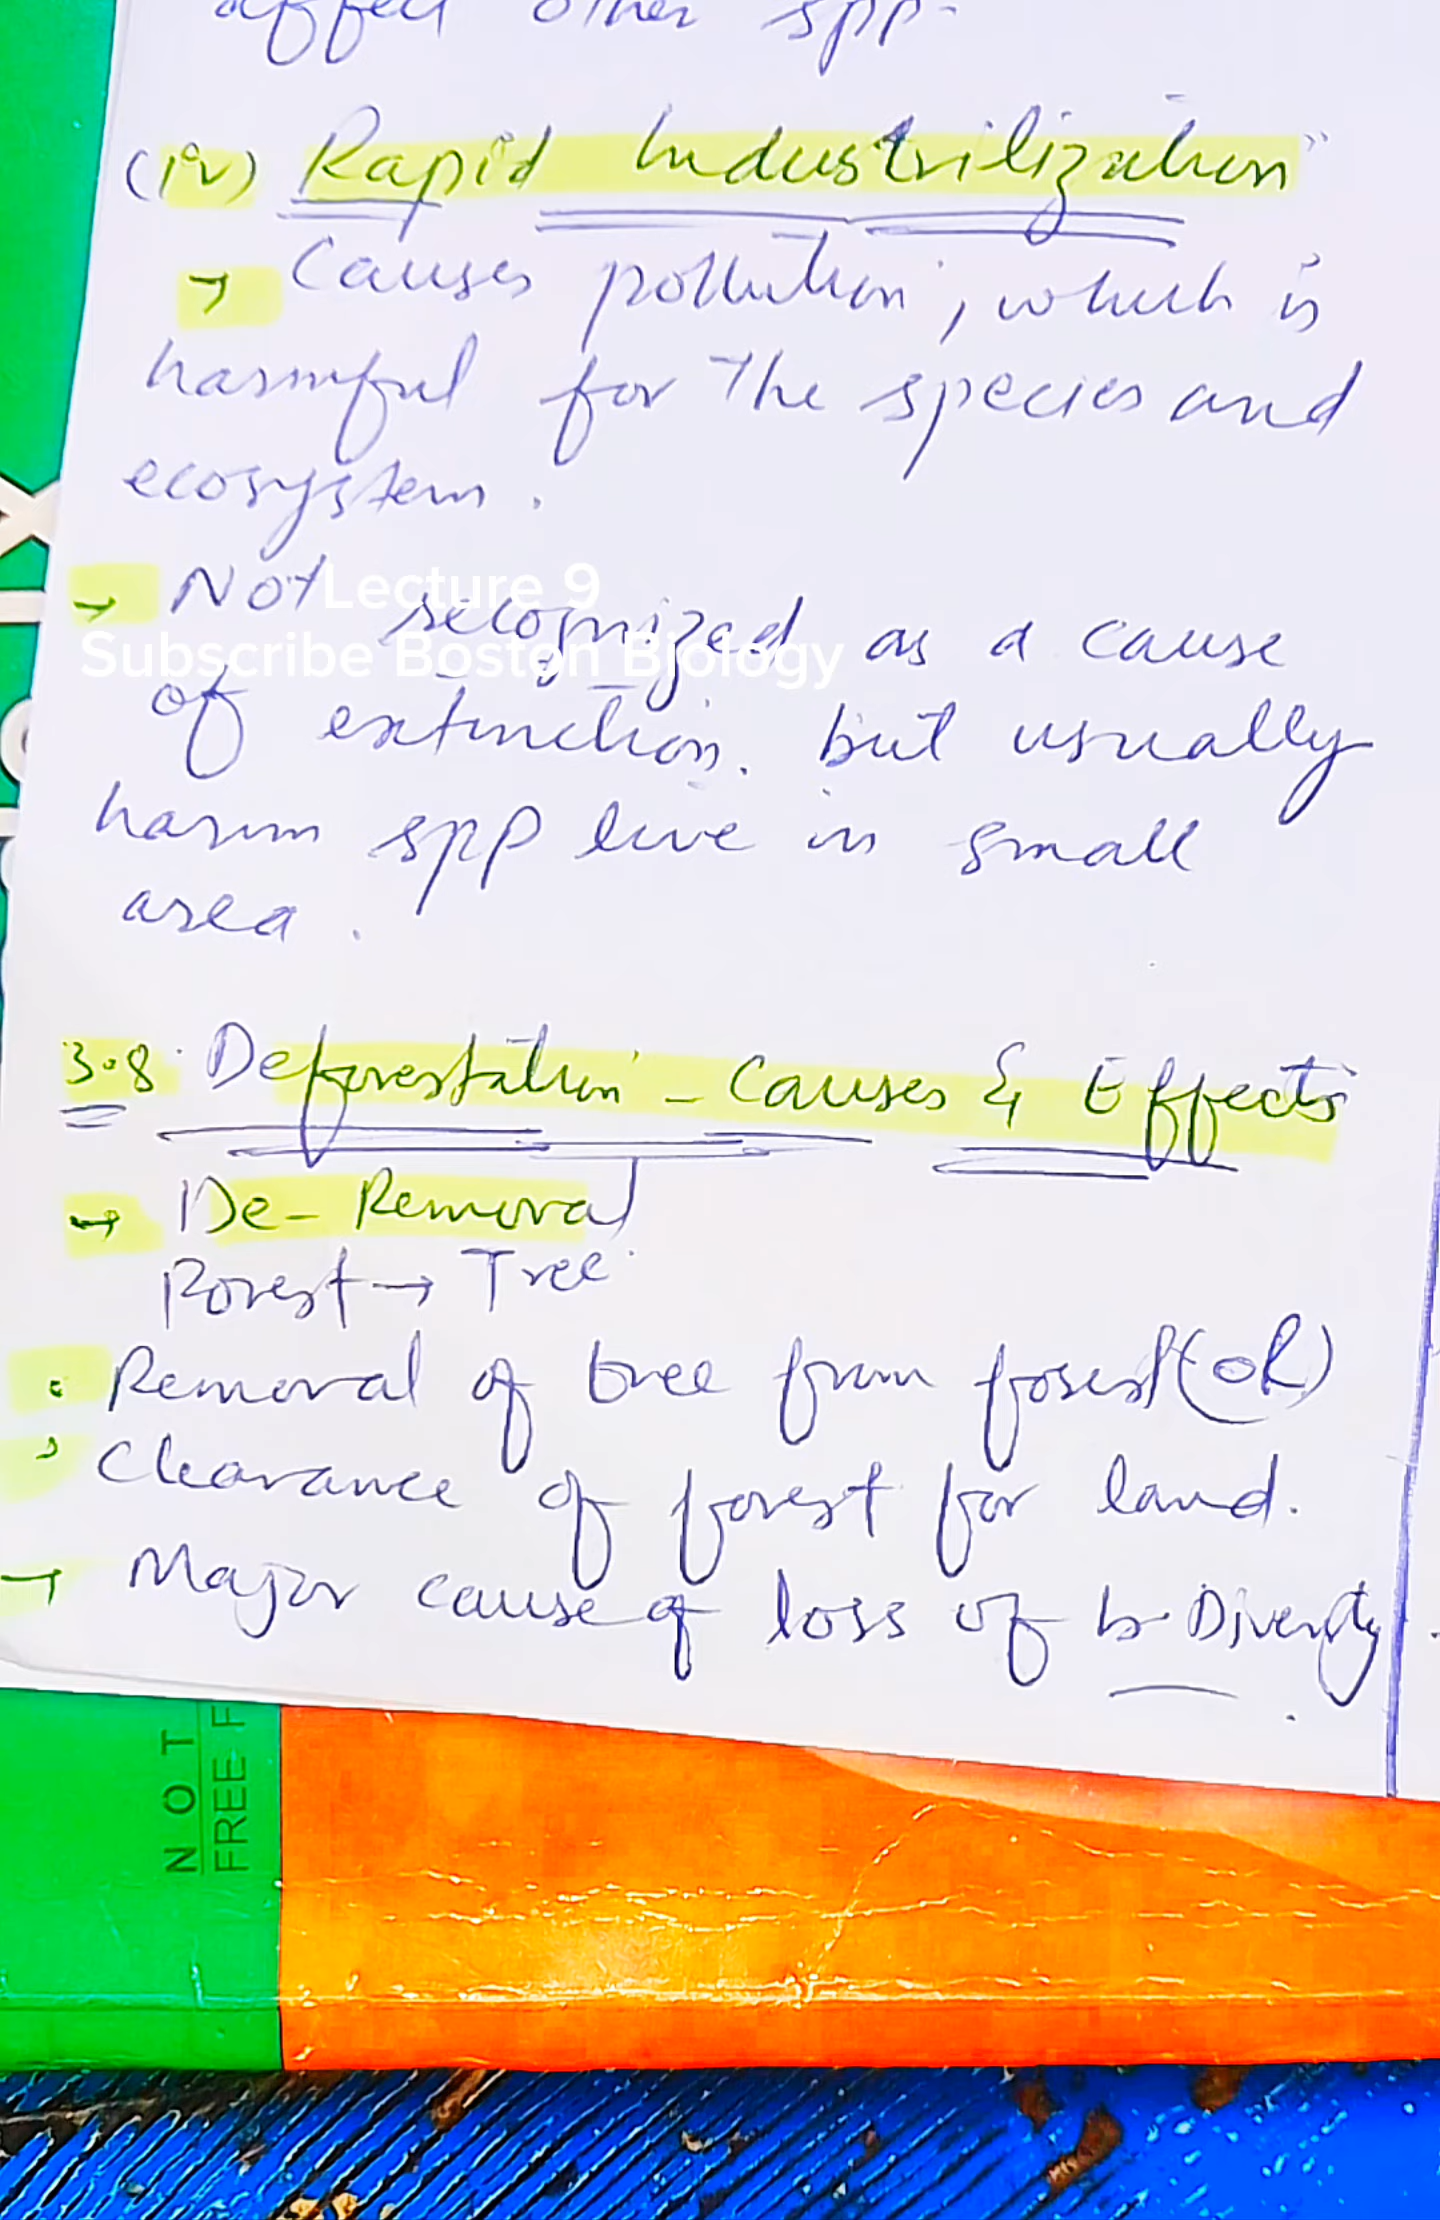 affect other spp.
(iv) Rapid Industrilization
→ Causes pollution, which is
harmful for the species and
ecosystem.
→ Not recognized as a cause
Lecture 9
Subscribe Boston Biology
of extinction. but usually
harm spp live in small
area.
3.8 Deforestation - Causes & Effects
→ De - Removal
Forest → Tree
• Removal of tree from forest (OR)
Clearance of forest for land.
→ Major cause of loss of b-Diversity.
NOT
FREE F